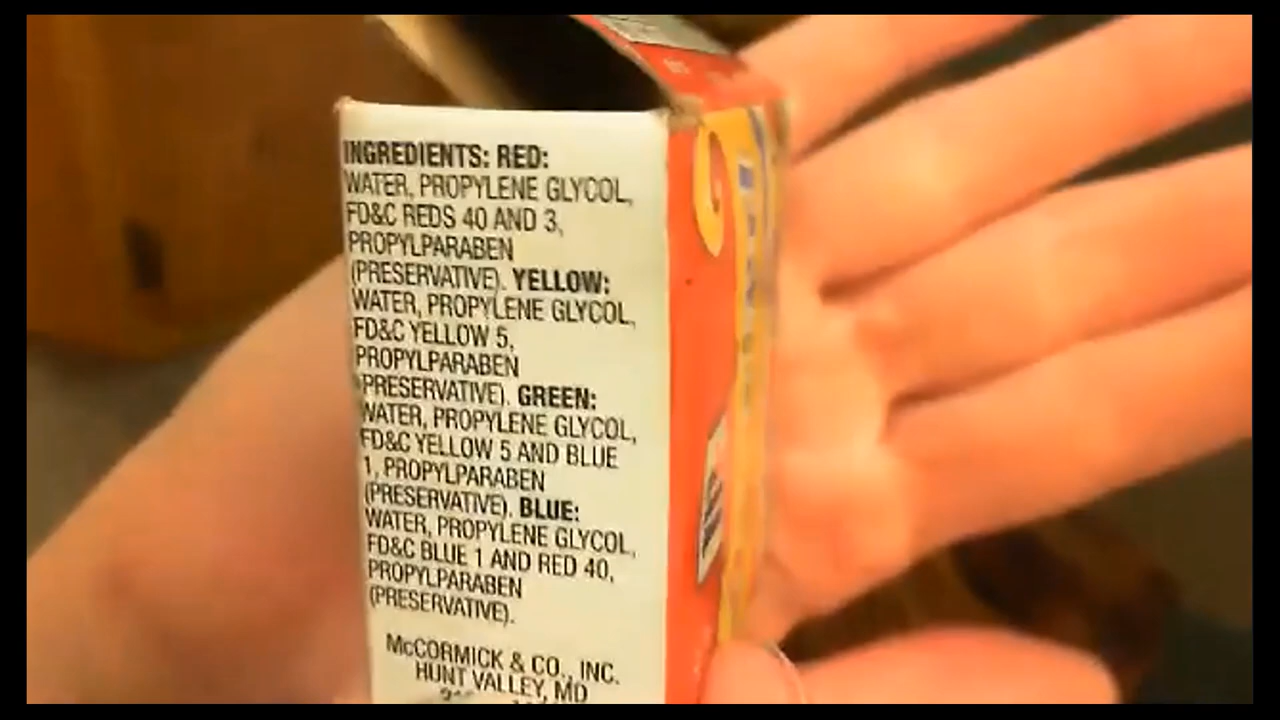 INGREDIENTS: RED:
WATER, PROPYLENE GLYCOL,
FD&C REDS 40 AND 3,
PROPYLPARABEN
(PRESERVATIVE). YELLOW:
WATER, PROPYLENE GLYCOL,
FD&C YELLOW 5,
PROPYLPARABEN
(PRESERVATIVE). GREEN:
WATER, PROPYLENE GLYCOL,
FD&C YELLOW 5 AND BLUE
1, PROPYLPARABEN
(PRESERVATIVE). BLUE:
WATER, PROPYLENE GLYCOL,
FD&C BLUE 1 AND RED 40,
PROPYLPARABEN
(PRESERVATIVE).
McCORMICK & CO., INC.
HUNT VALLEY, MD